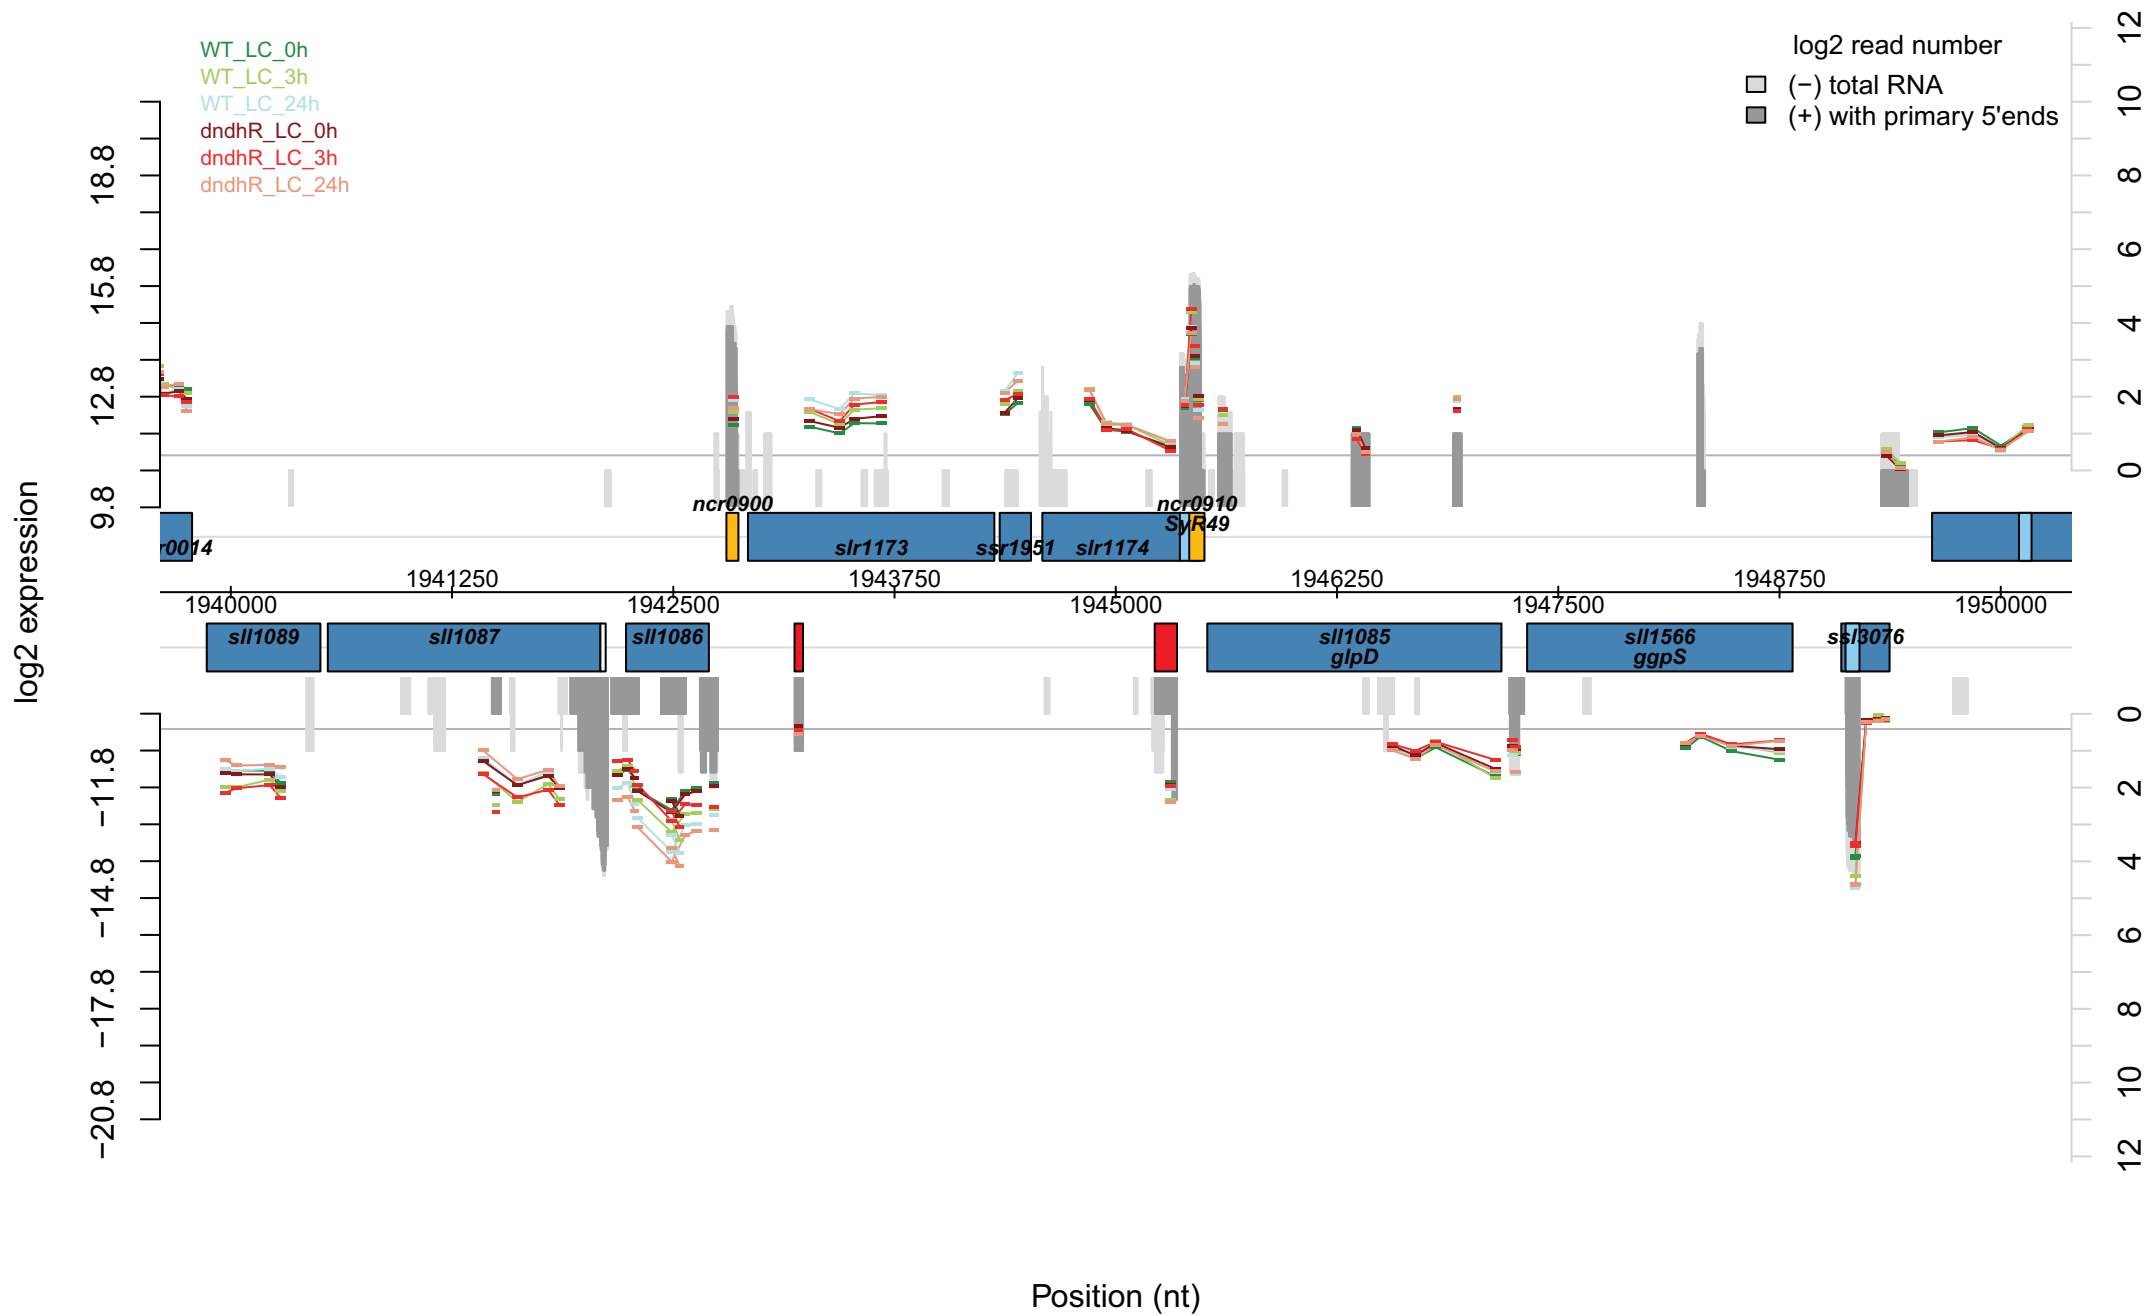 WT_LC_0h
WT_LC_3h
WT_LC_24h
dndhR_LC_0h
dndhR_LC_3h
dndhR_LC_24h
log2 read number
(−) total RNA
(+) with primary 5'ends
log2 expression
18.8
15.8
12.8
9.8
12
10
8
6
4
2
0
ncr0900
ncr0910
SyR49
r0014
slr1173
ssr1951
slr1174
1941250
1943750
1946250
1948750
1940000
1942500
1945000
1947500
1950000
sll1089
sll1087
sll1086
sll1085
glpD
sll1566
ggpS
ssl3076
−11.8
−14.8
−17.8
−20.8
0
2
4
6
8
10
12
Position (nt)